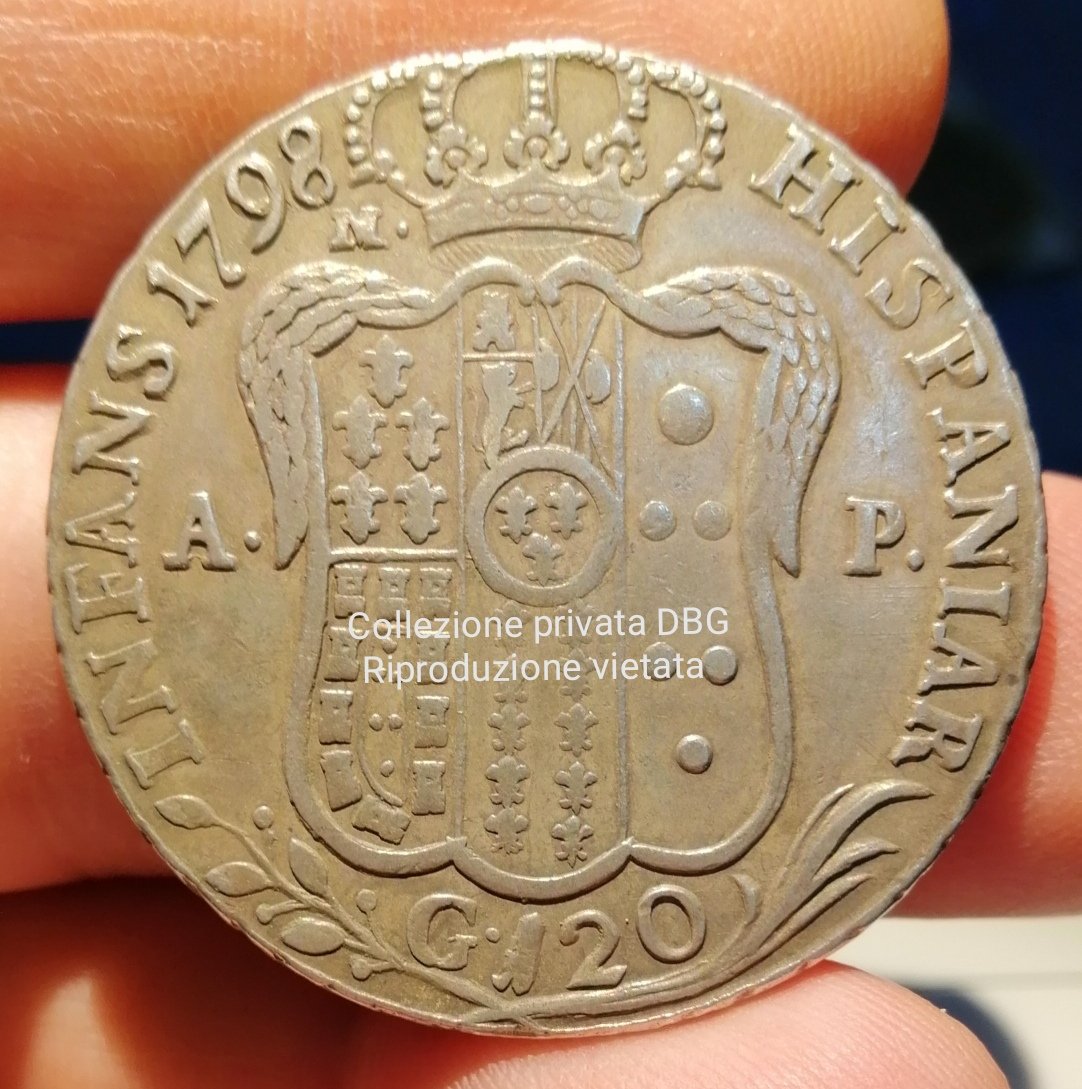 HISPANIAR
INFANS 1798
N.
A. P.
G. 120
Collezione privata DBG
Riproduzione vietata